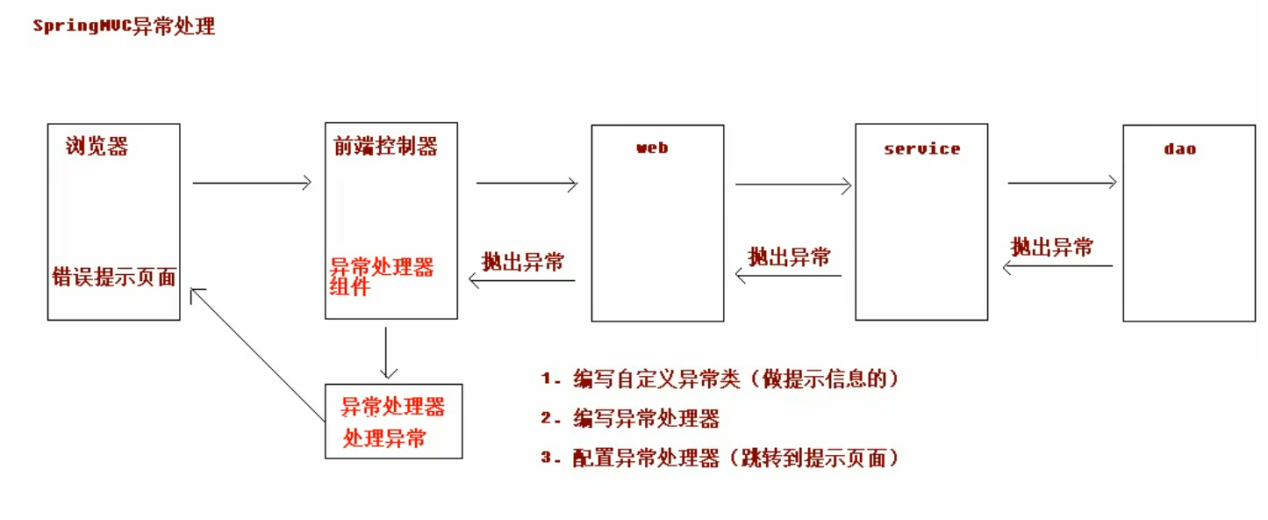 SpringMVC异常处理
浏览器
前端控制器
web
service
dao
错误提示页面
异常处理器
组件
抛出异常
抛出异常
抛出异常
异常处理器
处理异常
1. 编写自定义异常类（做提示信息的）
2. 编写异常处理器
3. 配置异常处理器（跳转到提示页面）